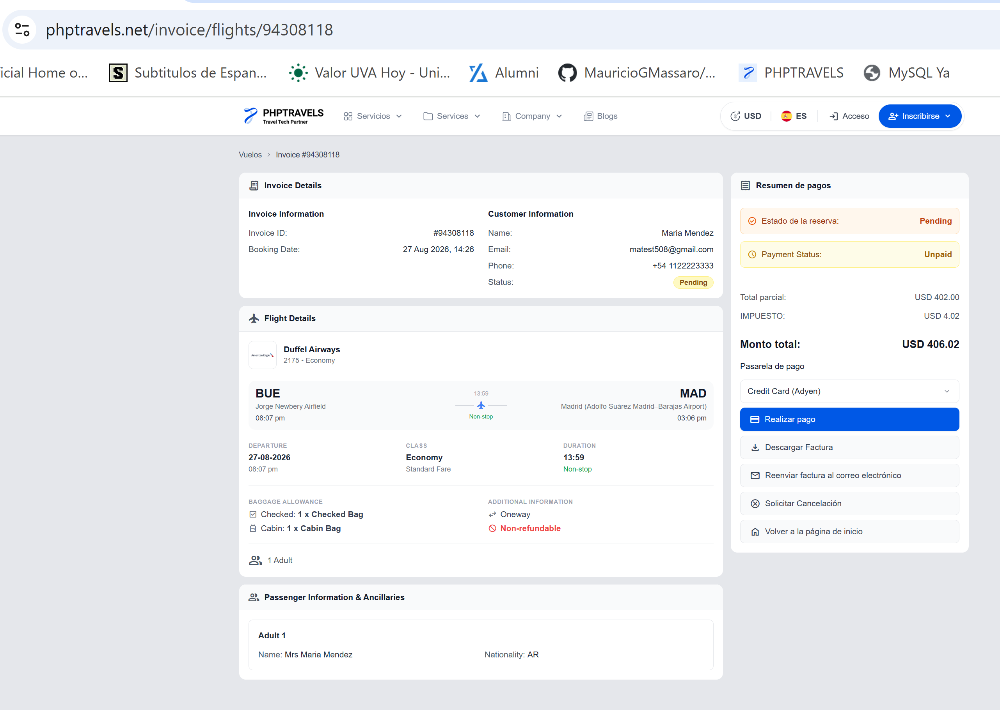 phptravels.net/invoice/flights/94308118
icial Home o... Subtitulos de Espan... Valor UVA Hoy - Uni... Alumni MauricioGMassaro/... PHPTRAVELS MySQL Ya
PHPTRAVELS
Travel Tech Partner
Servicios Services Company Blogs USD ES Acceso Inscribirse
Vuelos > Invoice #94308118
Invoice Details
Invoice Information
Invoice ID: #94308118
Booking Date: 27 Aug 2026, 14:26
Customer Information
Name: Maria Mendez
Email: matest508@gmail.com
Phone: +54 1122223333
Status: Pending
Flight Details
American Eagle
Duffel Airways
2175 • Economy
BUE
Jorge Newbery Airfield
08:07 pm
13:59
Non-stop
MAD
Madrid (Adolfo Suárez Madrid–Barajas Airport)
03:06 pm
DEPARTURE
27-08-2026
08:07 pm
CLASS
Economy
Standard Fare
DURATION
13:59
Non-stop
BAGGAGE ALLOWANCE
Checked: 1 x Checked Bag
Cabin: 1 x Cabin Bag
ADDITIONAL INFORMATION
Oneway
Non-refundable
1 Adult
Passenger Information & Ancillaries
Adult 1
Name: Mrs Maria Mendez Nationality: AR
Resumen de pagos
Estado de la reserva: Pending
Payment Status: Unpaid
Total parcial: USD 402.00
IMPUESTO: USD 4.02
Monto total: USD 406.02
Pasarela de pago
Credit Card (Adyen)
Realizar pago
Descargar Factura
Reenviar factura al correo electrónico
Solicitar Cancelación
Volver a la página de inicio